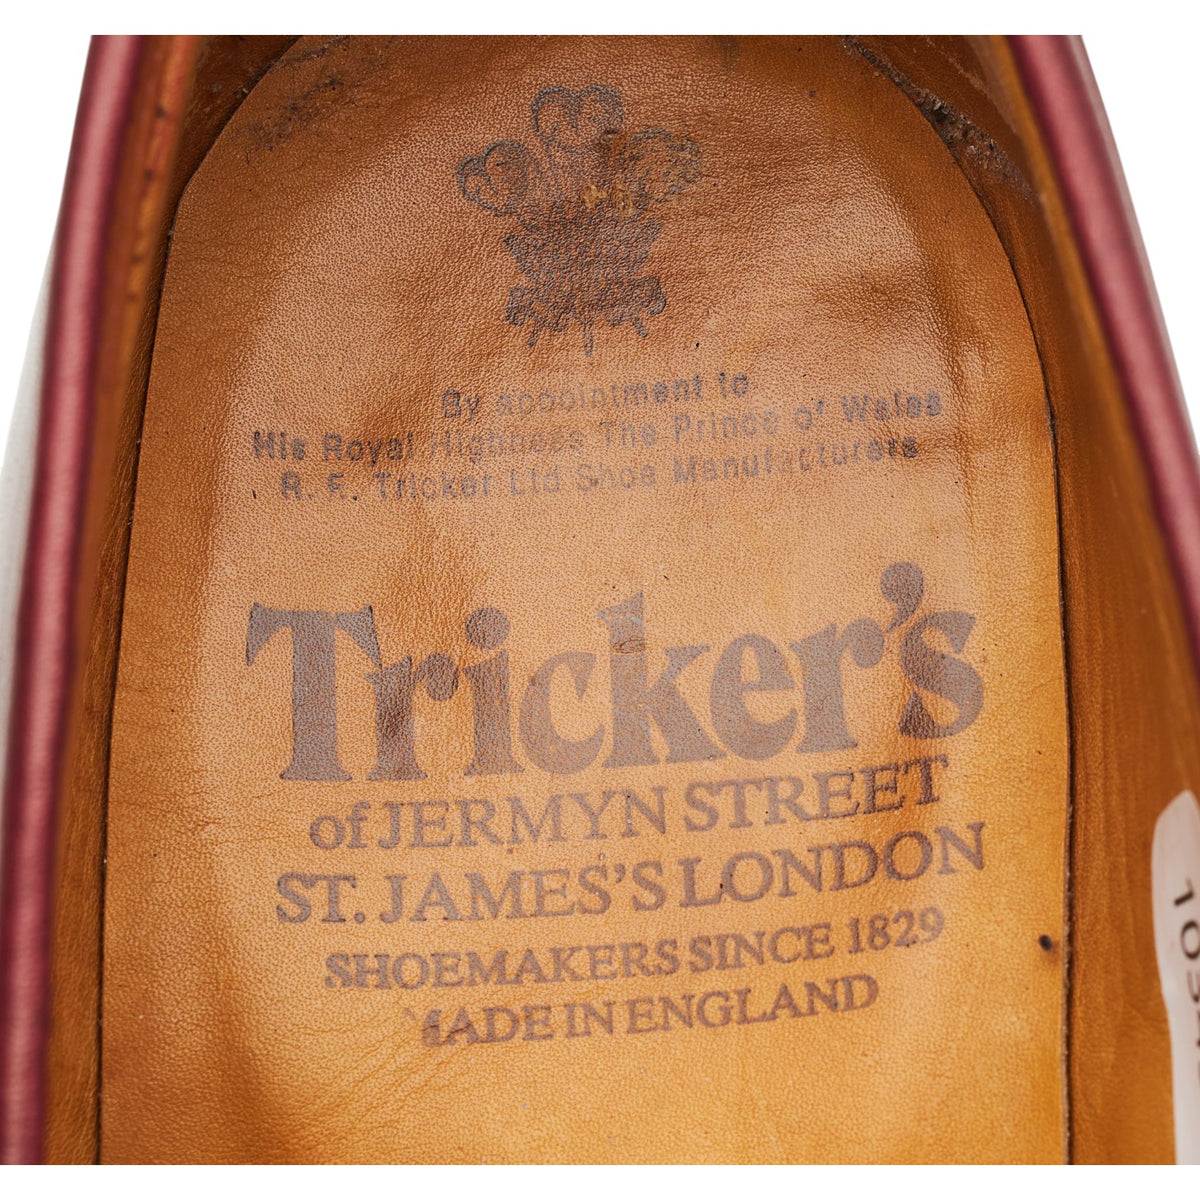 By Appointment to
His Royal Highness The Prince of Wales
R. E. Tricker Ltd Shoe Manufacturers
Tricker's
of JERMYN STREET
ST. JAMES'S LONDON
SHOEMAKERS SINCE 1829
MADE IN ENGLAND